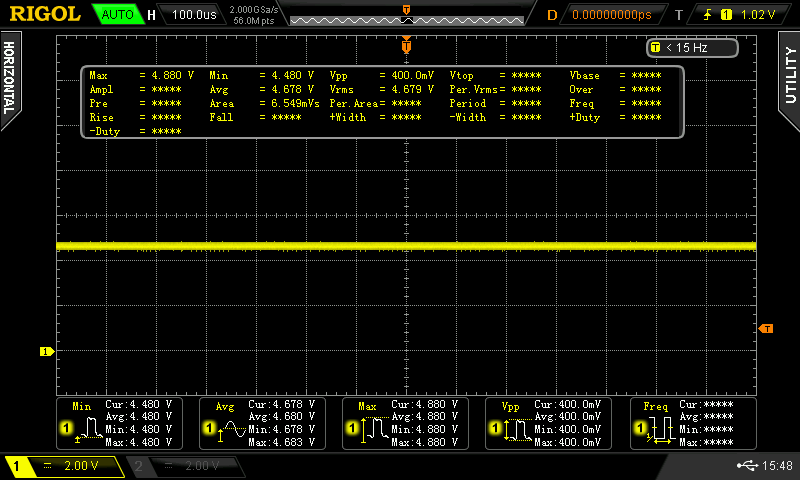 RIGOL AUTO H 100.0us 2.000GSa/s 56.0M pts T D 0.00000000ps T 1 1.02 V
HORIZONTAL
UTILITY
T
T < 15 Hz
Max = 4.880 V Min = 4.480 V Vpp = 400.0mV Vtop = ***** Vbase = *****
Ampl = ***** Avg = 4.678 V Vrms = 4.679 V Per.Vrms= ***** Over = *****
Pre = ***** Area = 6.549mVs Per.Area= ***** Period = ***** Freq = *****
Rise = ***** Fall = ***** +Width = ***** -Width = ***** +Duty = *****
-Duty = *****
T
1
Min Cur:4.480 V Avg Cur:4.678 V Max Cur:4.880 V Vpp Cur:400.0mV Freq Cur:*****
Avg:4.480 V Avg:4.680 V Avg:4.880 V Avg:400.0mV Avg:*****
1 Min:4.480 V 1 Min:4.678 V 1 Min:4.880 V 1 Min:400.0mV 1 Min:*****
Max:4.480 V Max:4.683 V Max:4.880 V Max:400.0mV Max:*****
1 2.00 V 2 2.00 V 15:48